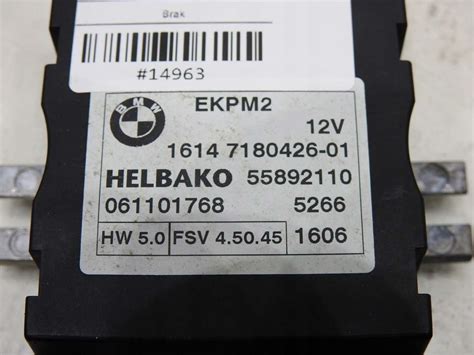 Brak
#14963
BMW
EKPM2
12V
1614 7180426-01
HELBAKO 55892110
061101768 5266
HW 5.0 FSV 4.50.45 1606